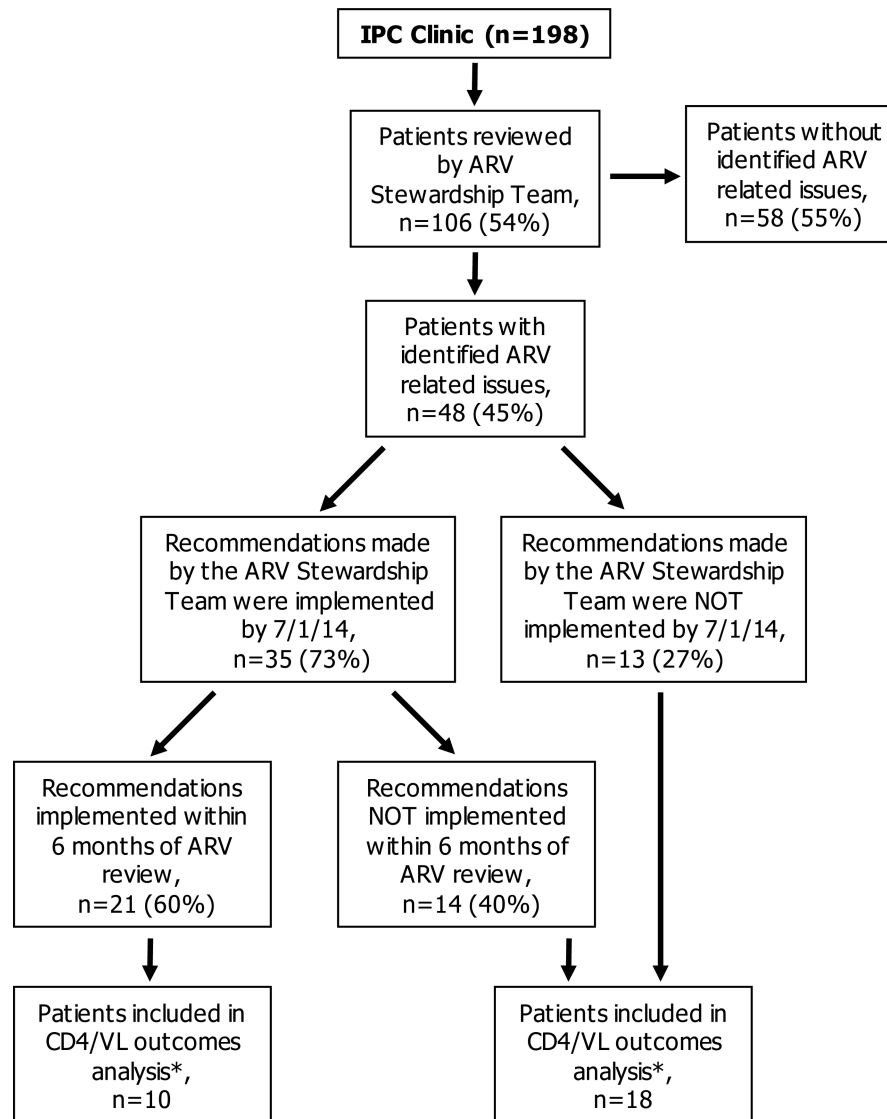 IPC Clinic (n=198)
Patients reviewed
by ARV
Stewardship Team,
n=106 (54%)
Patients without
identified ARV
related issues,
n=58 (55%)
Patients with
identified ARV
related issues,
n=48 (45%)
Recommendations made
by the ARV Stewardship
Team were implemented
by 7/1/14,
n=35 (73%)
Recommendations made
by the ARV Stewardship
Team were NOT
implemented by 7/1/14,
n=13 (27%)
Recommendations
implemented within
6 months of ARV
review,
n=21 (60%)
Recommendations
NOT implemented
within 6 months of
ARV review,
n=14 (40%)
Patients included in
CD4/VL outcomes
analysis*,
n=10
Patients included in
CD4/VL outcomes
analysis*,
n=18